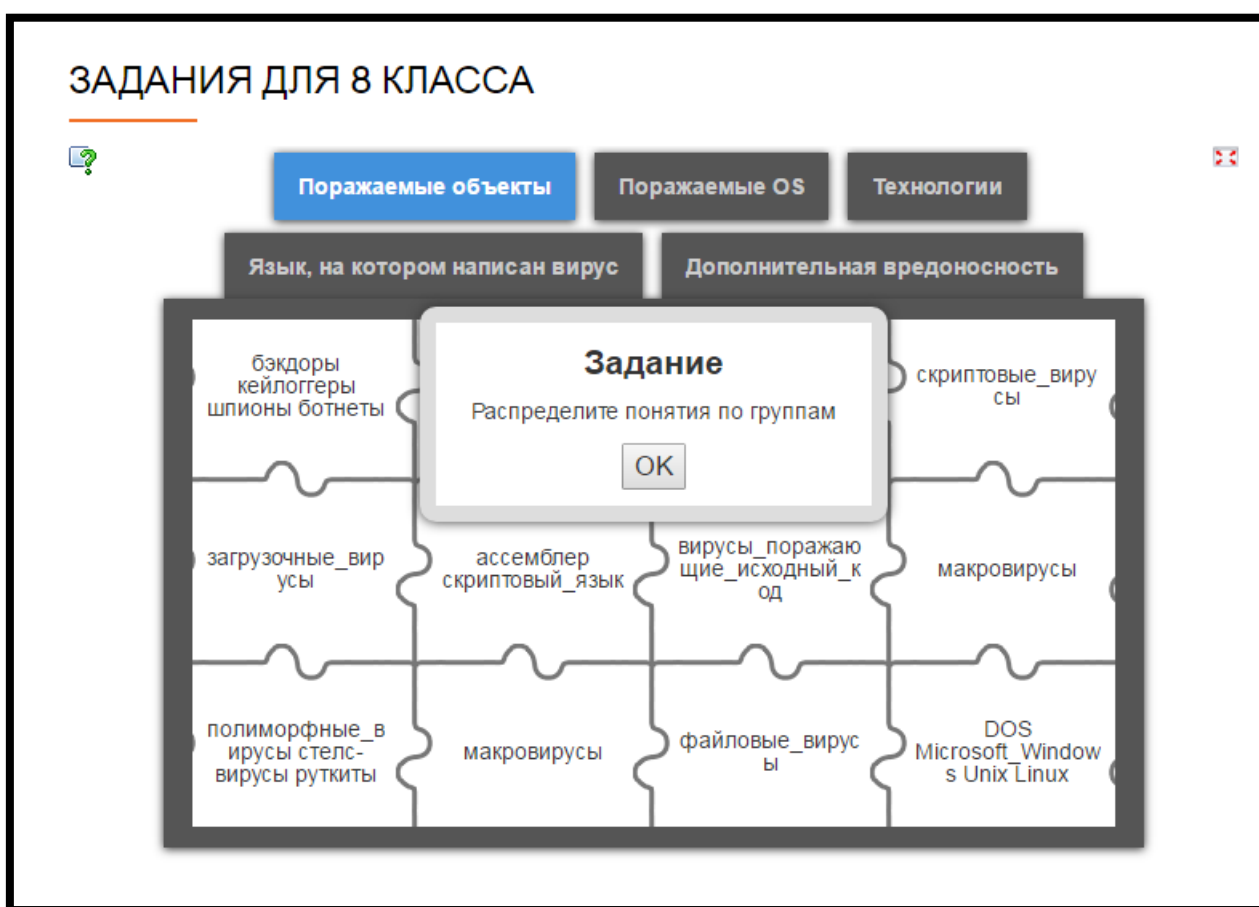 ЗАДАНИЯ ДЛЯ 8 КЛАССА
Поражаемые объекты
Поражаемые OS
Технологии
Язык, на котором написан вирус
Дополнительная вредоносность
Задание
Распределите понятия по группам
OK
бэкдоры
кейлоггеры
шпионы ботнеты
скриптовые_виру
сы
загрузочные_вир
усы
ассемблер
скриптовый_язык
вирусы_поражаю
щие_исходный_к
од
макровирусы
полиморфные_в
ирусы стелс-
вирусы руткиты
макровирусы
файловые_вирус
ы
DOS
Microsoft_Window
s Unix Linux